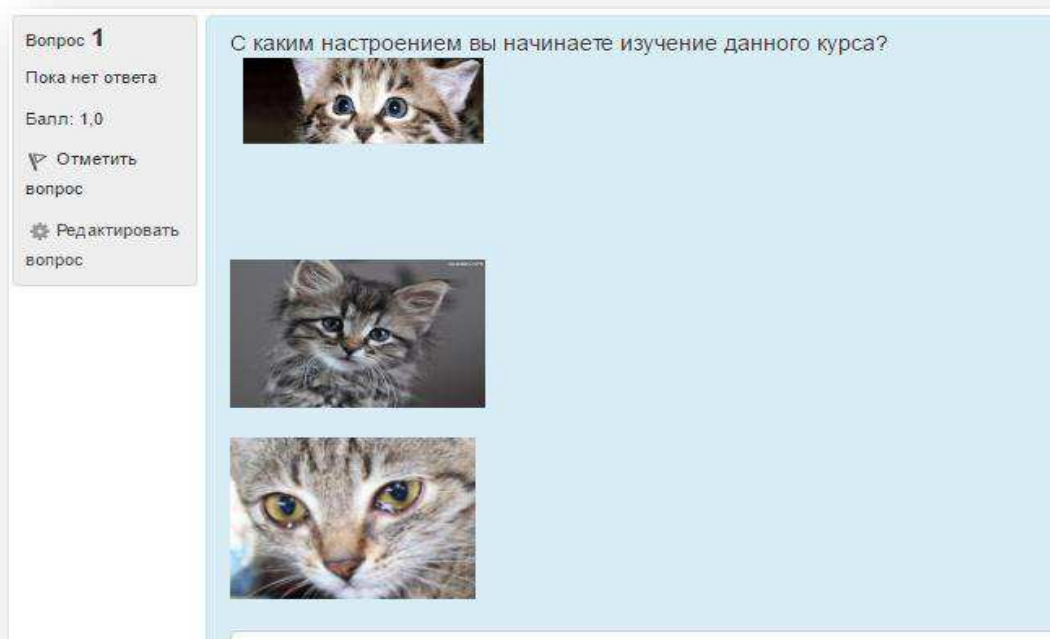 Вопрос 1
Пока нет ответа
Балл: 1,0
Отметить
вопрос
Редактировать
вопрос
С каким настроением вы начинаете изучение данного курса?